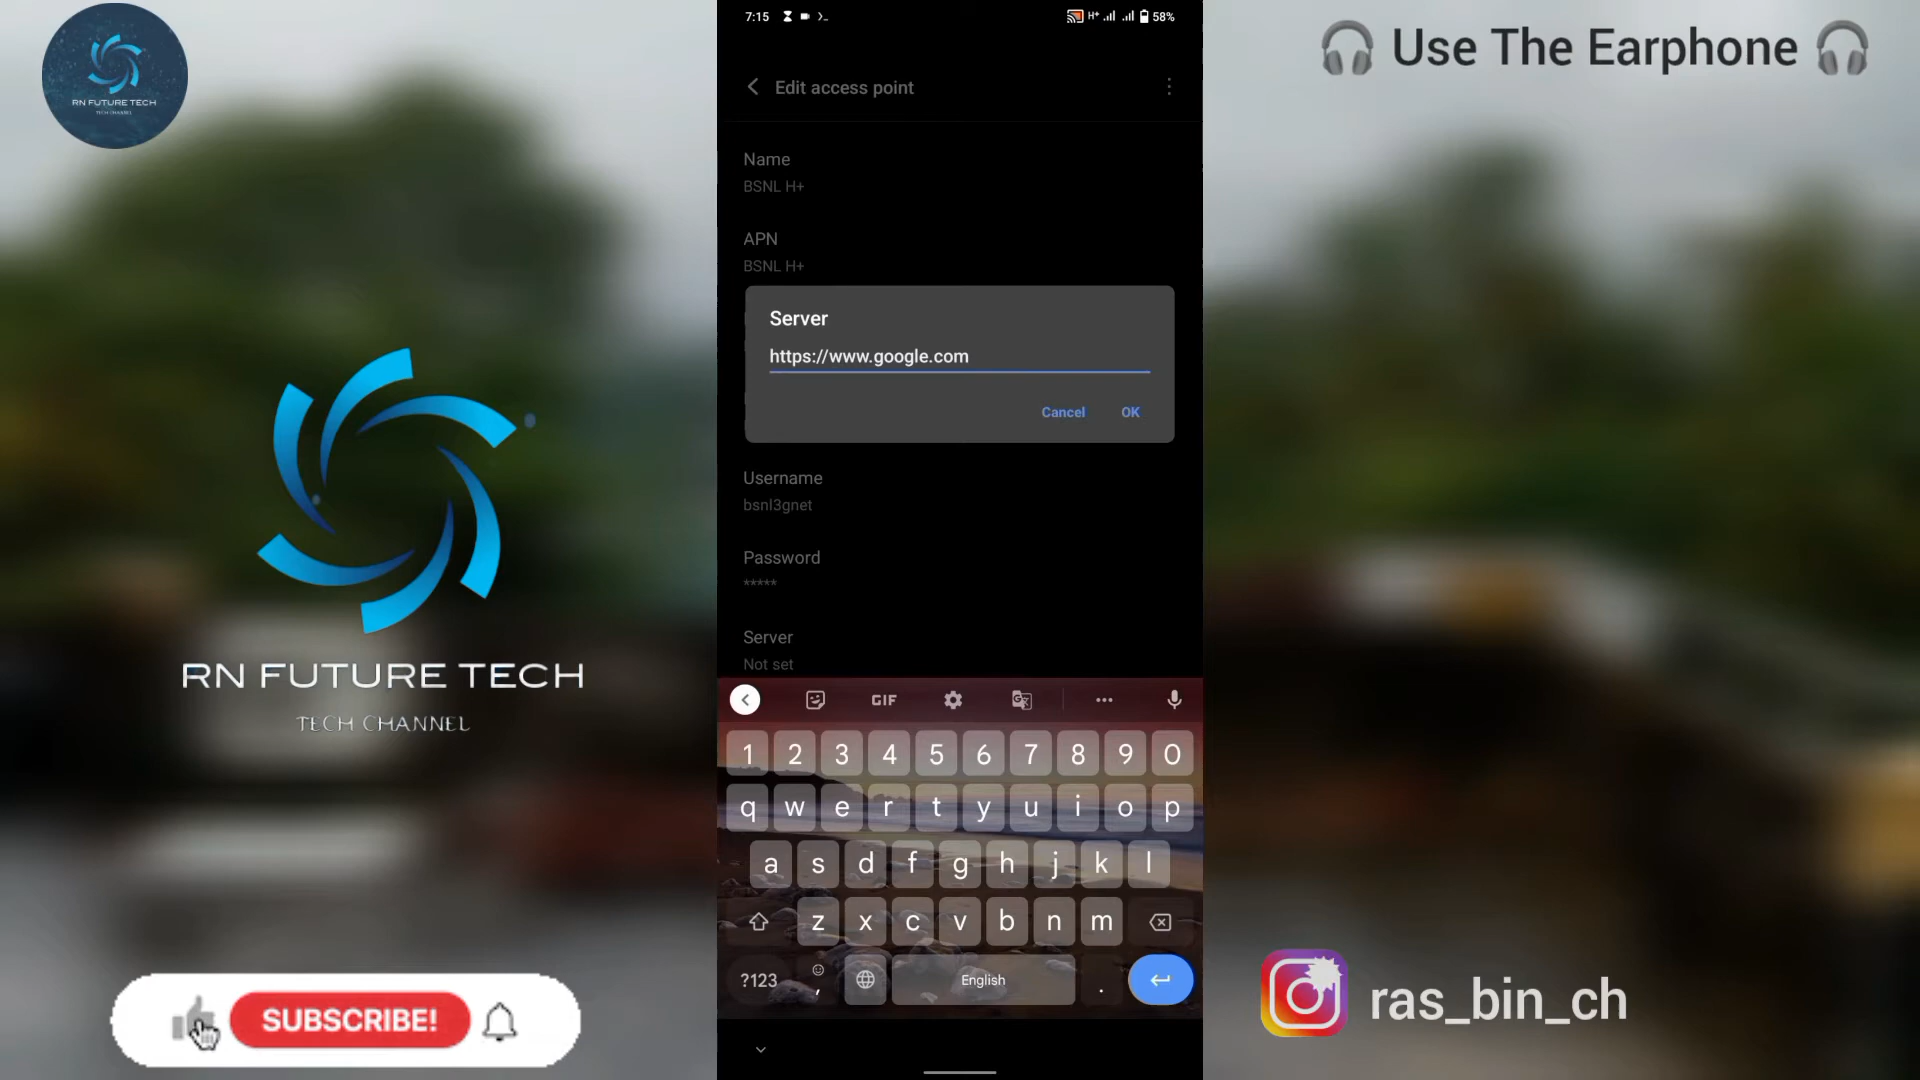 RN FUTURE TECH
TECH CHANNEL
7:15
H+
58%
🎧 Use The Earphone 🎧
Edit access point
Name
BSNL H+
APN
BSNL H+
Server
https://www.google.com
Cancel OK
Username
bsnl3gnet
Password
*****
Server
Not set
RN FUTURE TECH
TECH CHANNEL
GIF
1 2 3 4 5 6 7 8 9 0
q w e r t y u i o p
a s d f g h j k l
z x c v b n m
?123 , English .
SUBSCRIBE!
ras_bin_ch